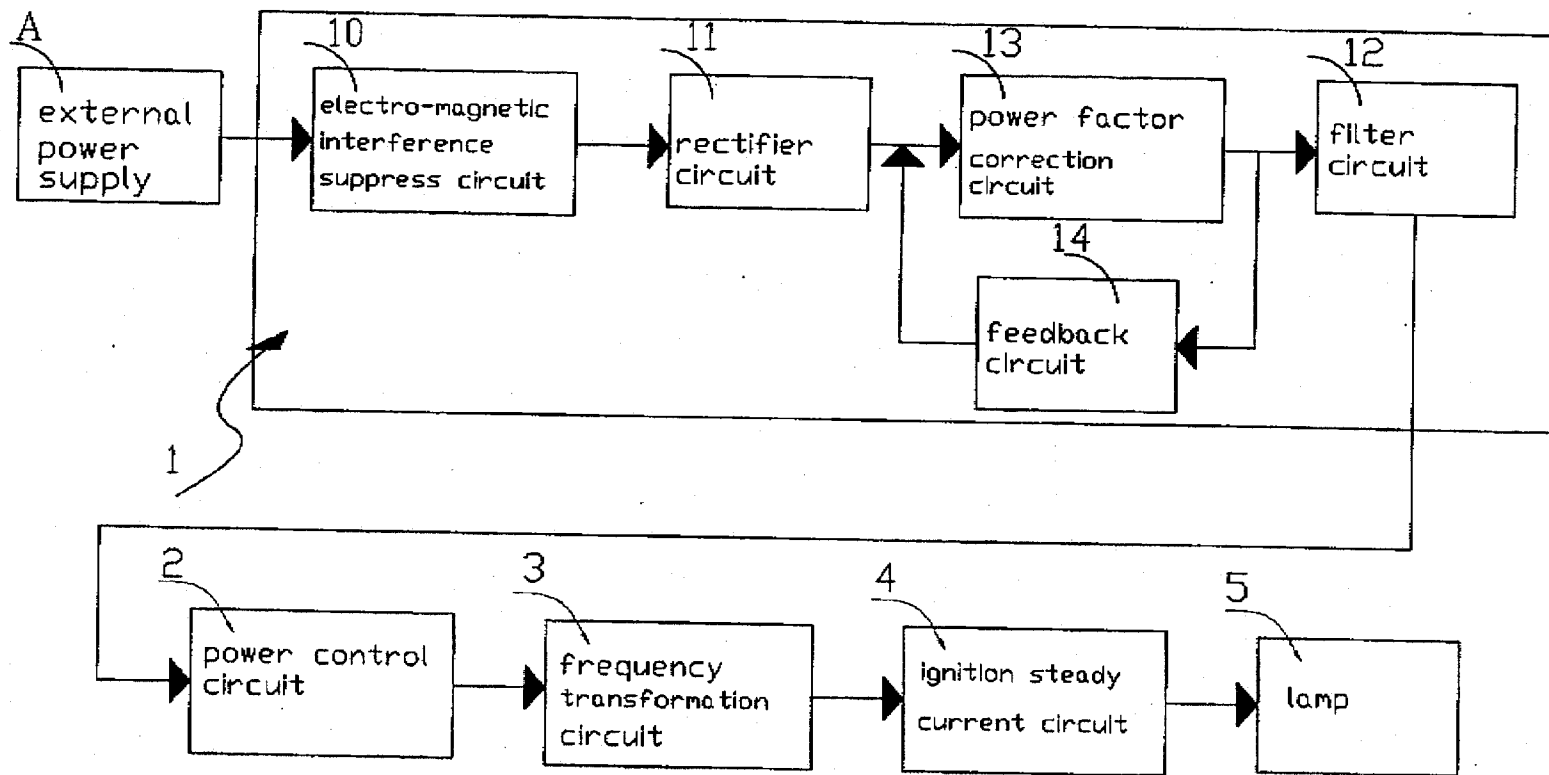 A
external
power
supply
10
electro-magnetic
interference
suppress circuit
11
rectifier
circuit
13
power factor
correction
circuit
12
filter
circuit
14
feedback
circuit
1
2
power control
circuit
3
frequency
transformation
circuit
4
ignition steady
current circuit
5
lamp